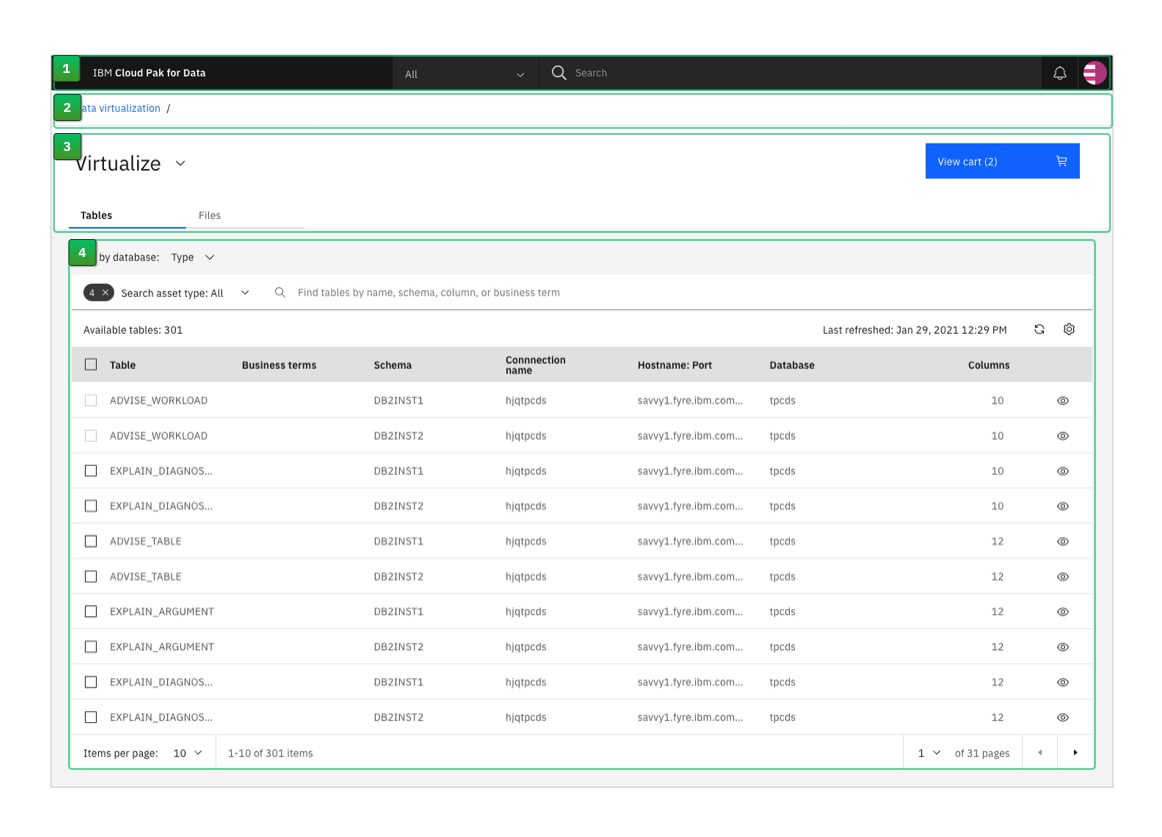 1 IBM Cloud Pak for Data All Search
2 ata virtualization /
3
Virtualize View cart (2)
Tables Files
4 by database: Type
4 × Search asset type: All Find tables by name, schema, column, or business term
Available tables: 301 Last refreshed: Jan 29, 2021 12:29 PM
Table Business terms Schema Connnection name Hostname: Port Database Columns
ADVISE_WORKLOAD DB2INST1 hjqtpcds savvy1.fyre.ibm.com... tpcds 10
ADVISE_WORKLOAD DB2INST2 hjqtpcds savvy1.fyre.ibm.com... tpcds 10
EXPLAIN_DIAGNOS... DB2INST1 hjqtpcds savvy1.fyre.ibm.com... tpcds 10
EXPLAIN_DIAGNOS... DB2INST2 hjqtpcds savvy1.fyre.ibm.com... tpcds 10
ADVISE_TABLE DB2INST1 hjqtpcds savvy1.fyre.ibm.com... tpcds 12
ADVISE_TABLE DB2INST2 hjqtpcds savvy1.fyre.ibm.com... tpcds 12
EXPLAIN_ARGUMENT DB2INST1 hjqtpcds savvy1.fyre.ibm.com... tpcds 12
EXPLAIN_ARGUMENT DB2INST2 hjqtpcds savvy1.fyre.ibm.com... tpcds 12
EXPLAIN_DIAGNOS... DB2INST1 hjqtpcds savvy1.fyre.ibm.com... tpcds 12
EXPLAIN_DIAGNOS... DB2INST2 hjqtpcds savvy1.fyre.ibm.com... tpcds 12
Items per page: 10 1-10 of 301 items 1 of 31 pages